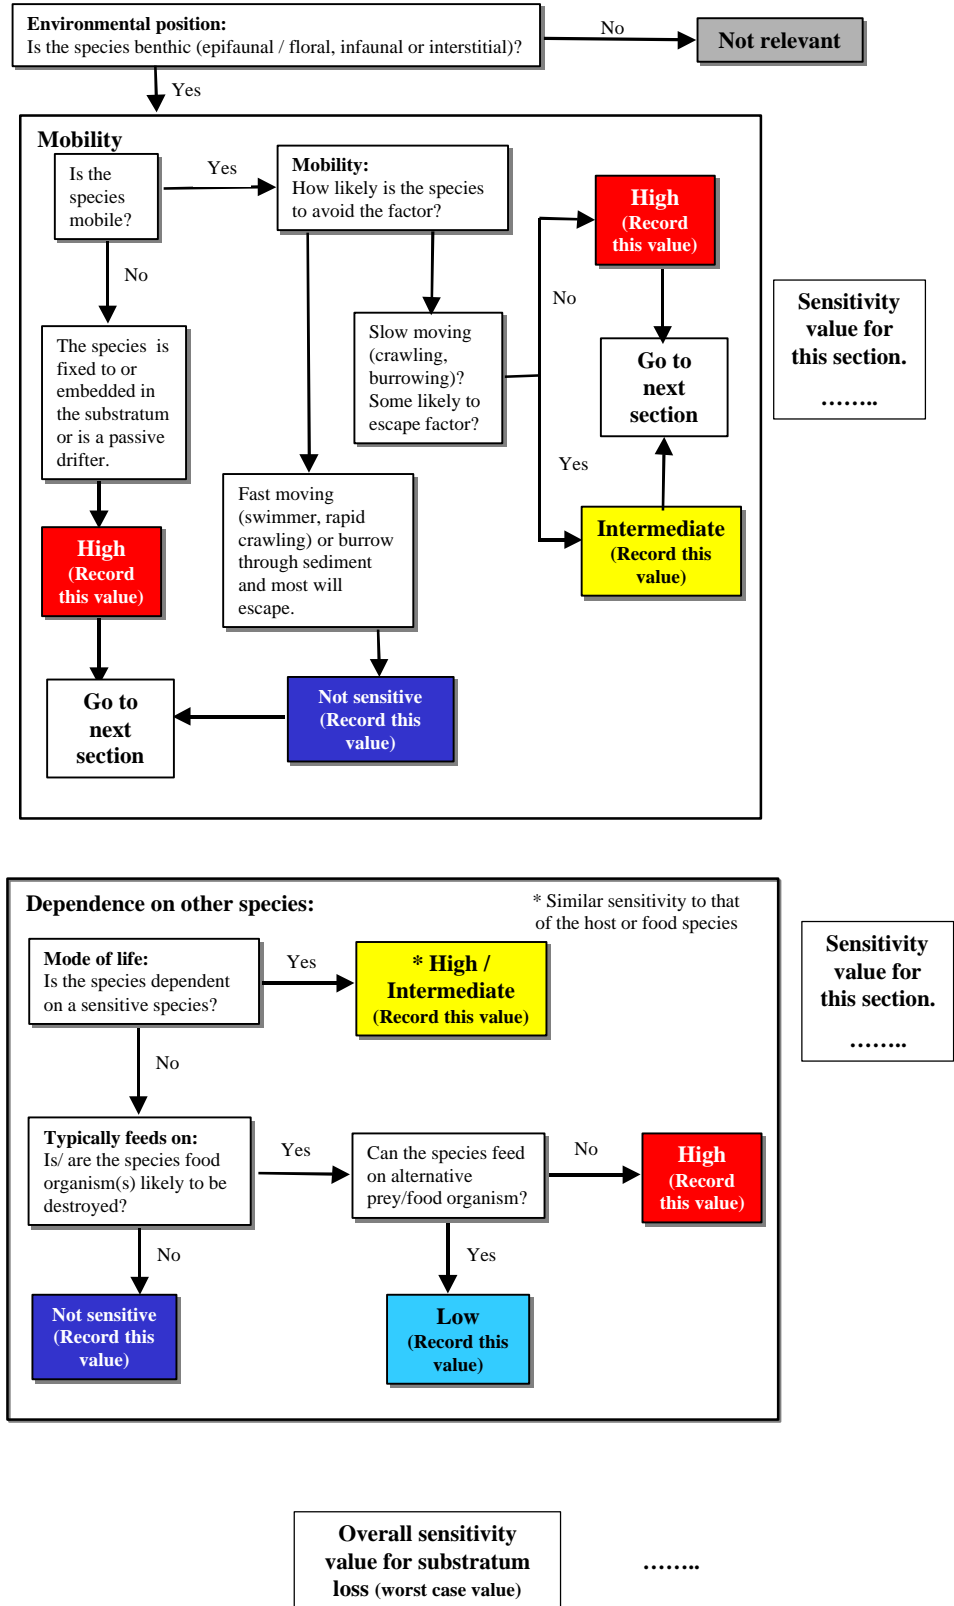 Environmental position:
Is the species benthic (epifaunal / floral, infaunal or interstitial)?
No
Not relevant
Yes
Mobility
Is the
species
mobile?
Yes
Mobility:
How likely is the species
to avoid the factor?
High
(Record
this value)
No
No
Sensitivity
value for
this section.
……..
The species  is
fixed to or
embedded in
the substratum
or is a passive
drifter.
Slow moving
(crawling,
burrowing)?
Some likely to
escape factor?
Go to
next
section
Yes
Fast moving
(swimmer, rapid
crawling) or burrow
through sediment
and most will
escape.
Intermediate
(Record this
value)
High
(Record
this value)
Go to
next
section
Not sensitive
(Record this
value)
Dependence on other species:
* Similar sensitivity to that
of the host or food species
Mode of life:
Is the species dependent
on a sensitive species?
Yes
* High /
Intermediate
(Record this value)
Sensitivity
value for
this section.
……..
No
Typically feeds on:
Is/ are the species food
organism(s) likely to be
destroyed?
Yes
Can the species feed
on alternative
prey/food organism?
No
High
(Record
this value)
No
Yes
Not sensitive
(Record this
value)
Low
(Record this
value)
Overall sensitivity
value for substratum
loss (worst case value)
……..